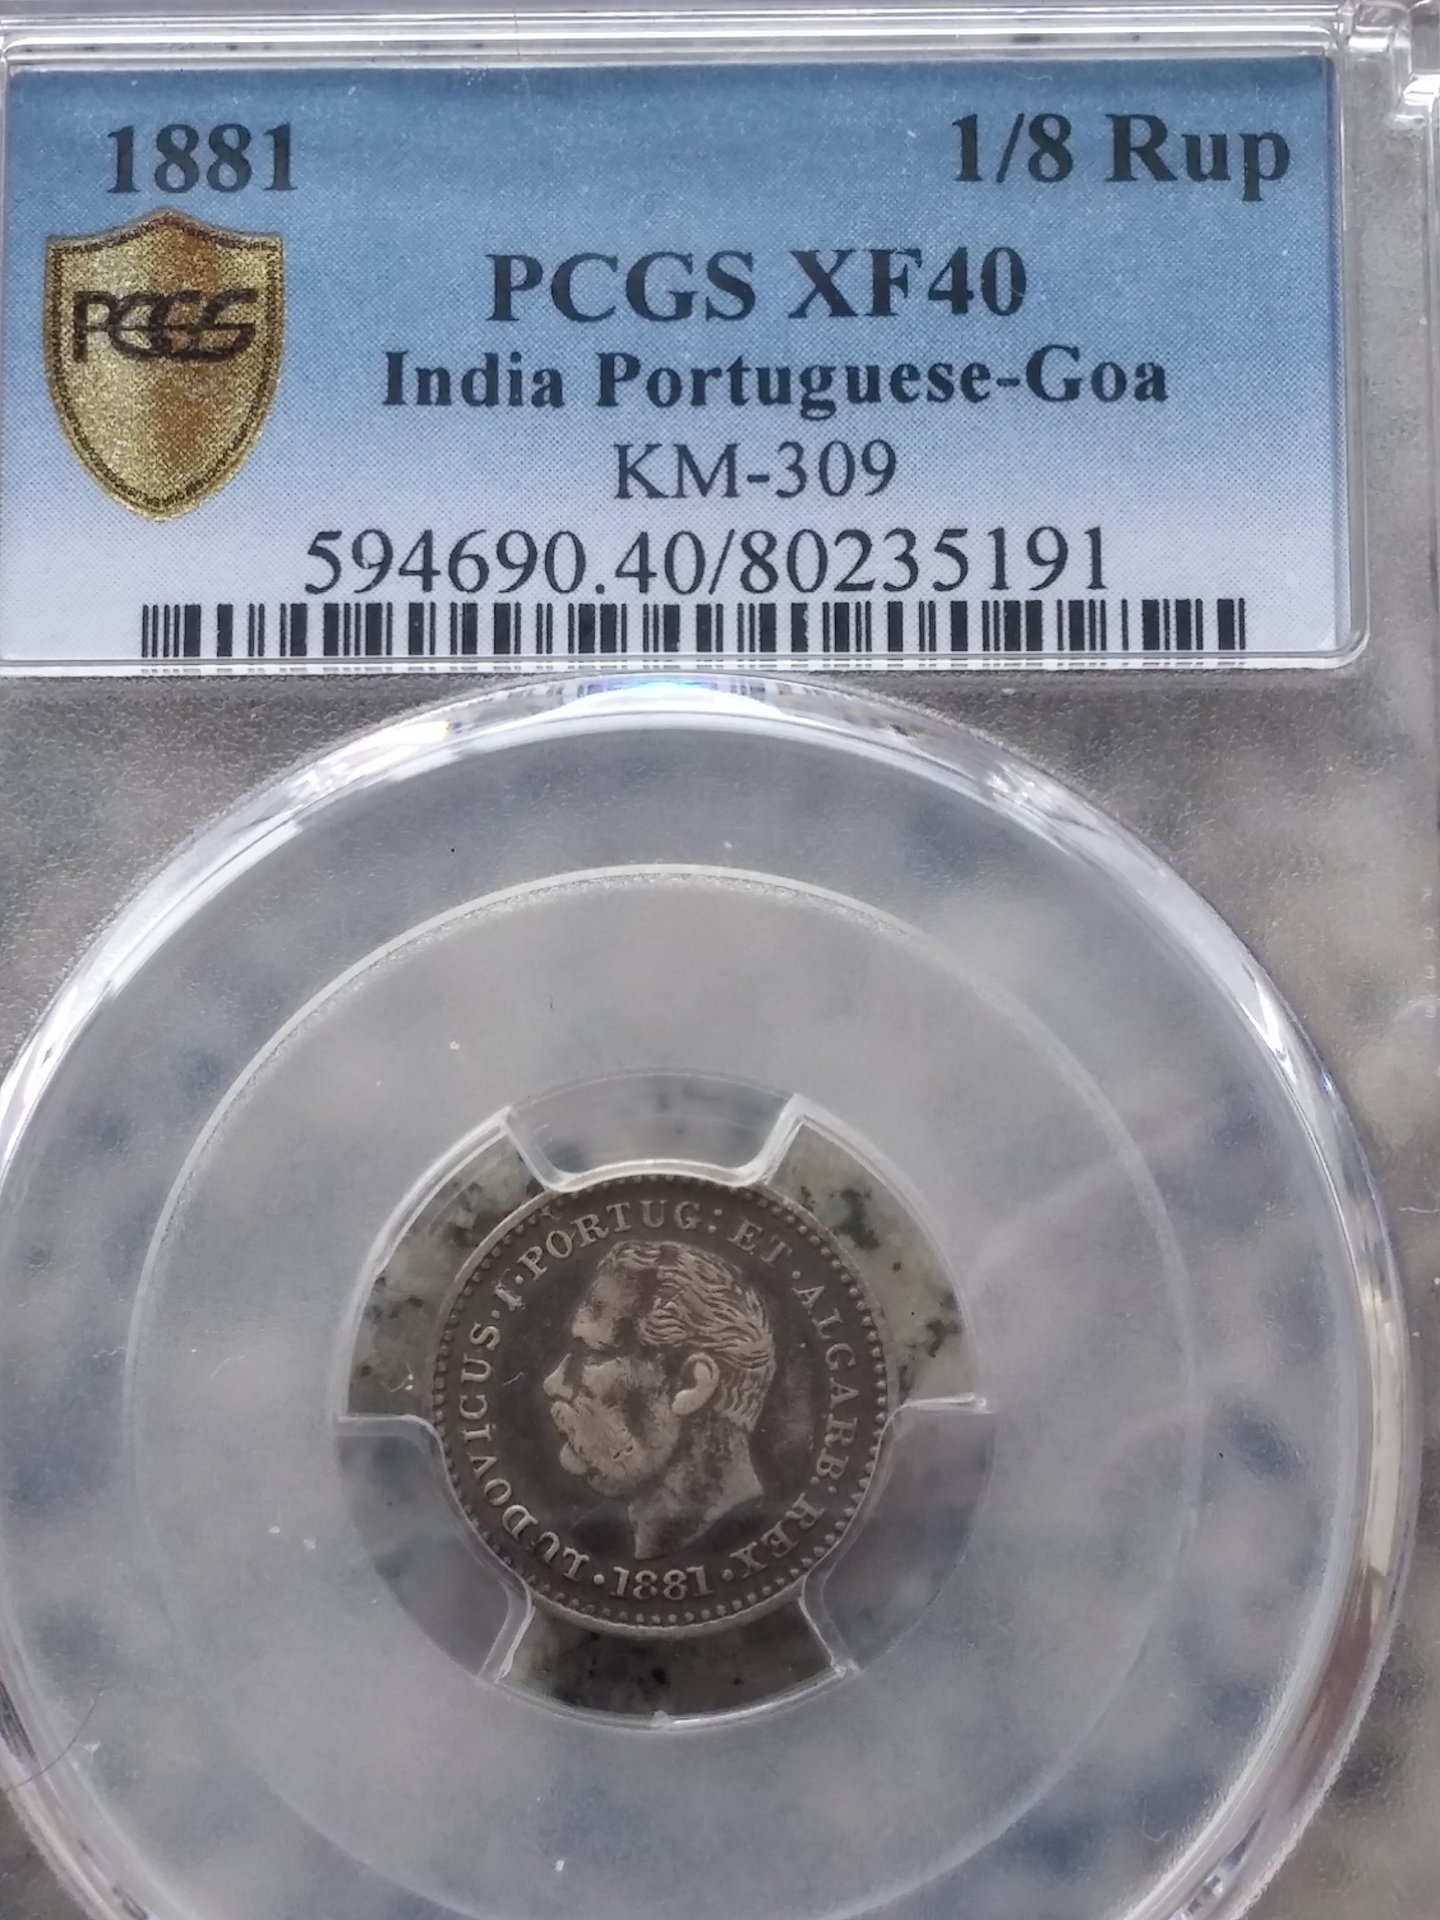 1881 1/8 Rup
PCGS
PCGS XF40
India Portuguese-Goa
KM-309
594690.40/80235191
LUDOVICUS·I·PORTUG: ET·ALGARB: REX
·1881·